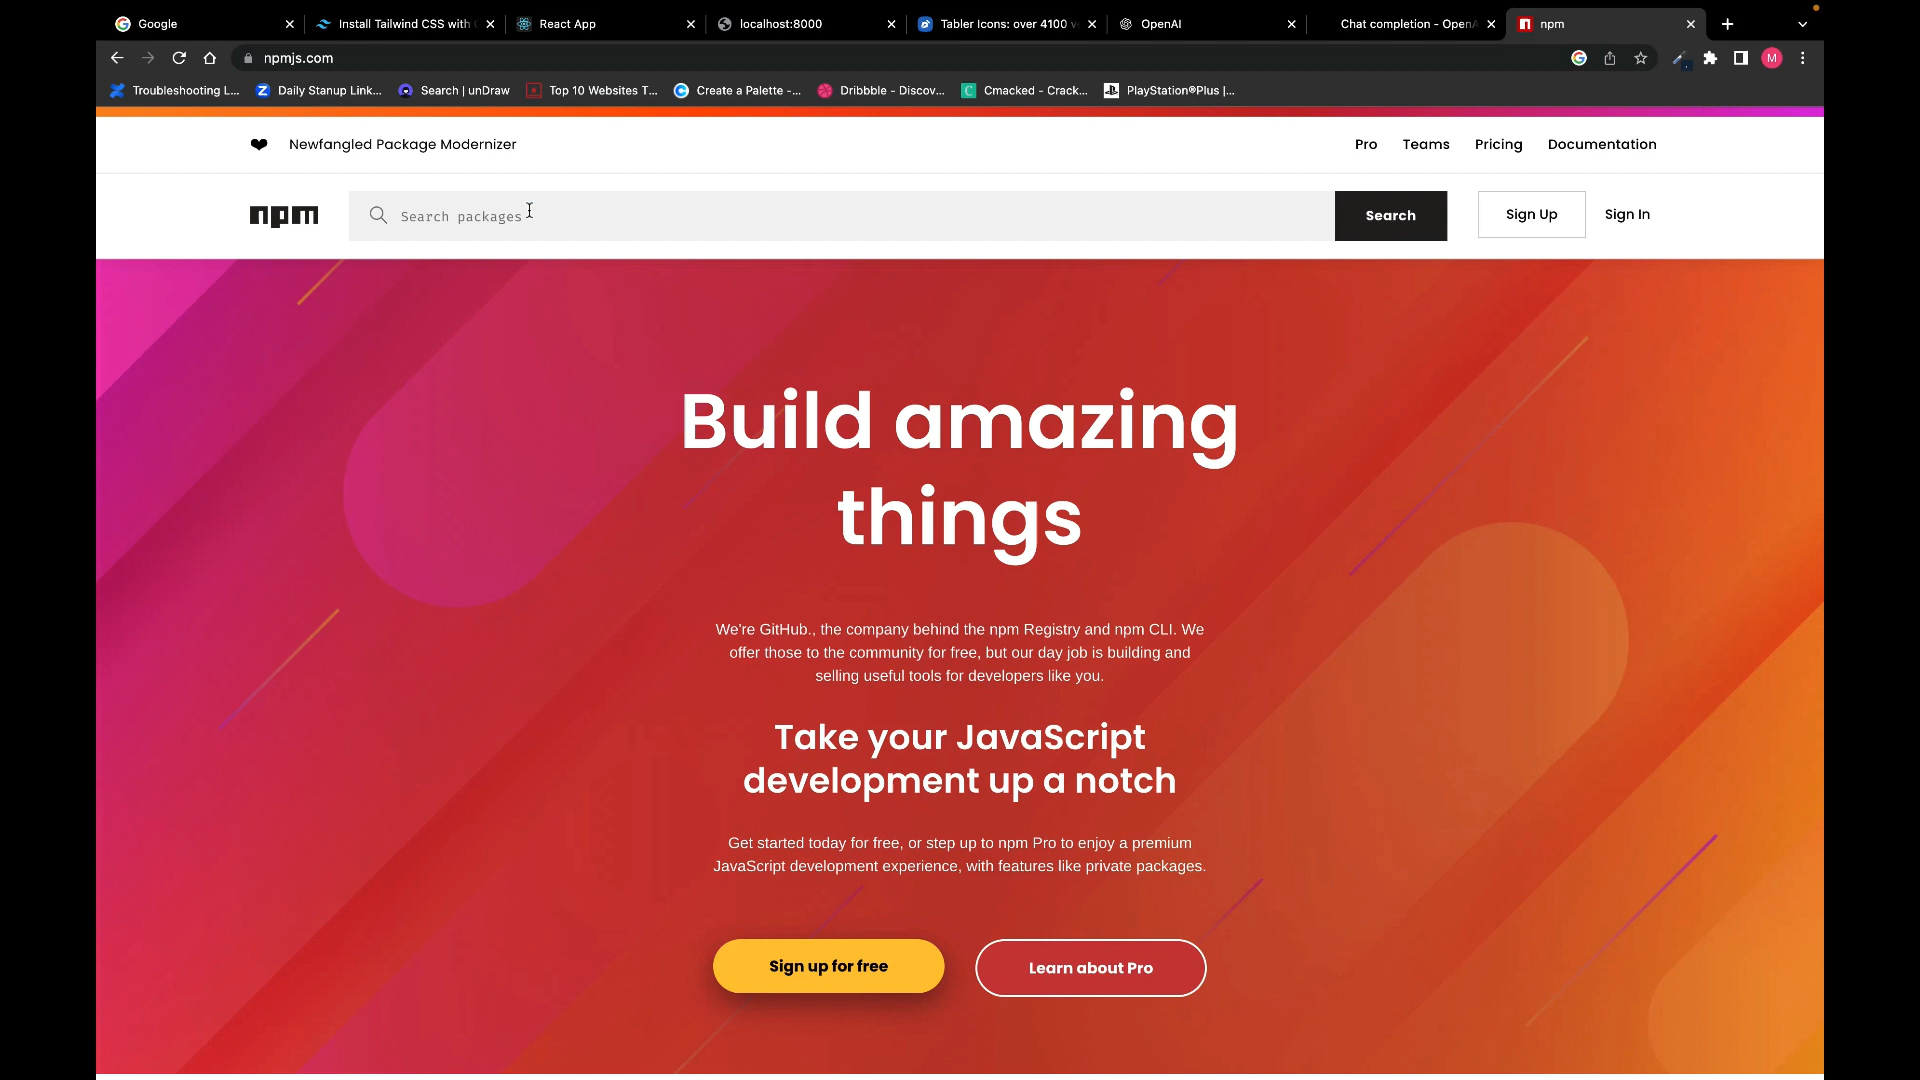 Google
Install Tailwind CSS with
React App
localhost:8000
Tabler Icons: over 4100
OpenAI
Chat completion - OpenA
npm
npmjs.com
M
Troubleshooting L...
Daily Stanup Link...
Search | unDraw
Top 10 Websites T...
Create a Palette -...
Dribbble - Discov...
Cmacked - Crack...
PlayStation®Plus |...
Newfangled Package Modernizer
Pro
Teams
Pricing
Documentation
npm
Search packages
Search
Sign Up
Sign In
Build amazing
things
We're GitHub., the company behind the npm Registry and npm CLI. We
offer those to the community for free, but our day job is building and
selling useful tools for developers like you.
Take your JavaScript
development up a notch
Get started today for free, or step up to npm Pro to enjoy a premium
JavaScript development experience, with features like private packages.
Sign up for free
Learn about Pro